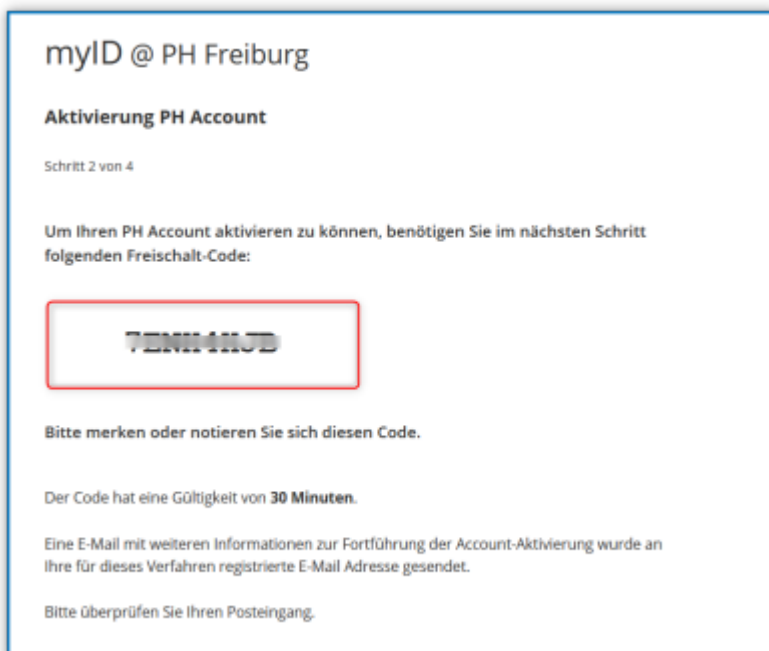 myID @ PH Freiburg
Aktivierung PH Account
Schritt 2 von 4
Um Ihren PH Account aktivieren zu können, benötigen Sie im nächsten Schritt
folgenden Freischalt-Code:
Bitte merken oder notieren Sie sich diesen Code.
Der Code hat eine Gültigkeit von 30 Minuten.
Eine E-Mail mit weiteren Informationen zur Fortführung der Account-Aktivierung wurde an
Ihre für dieses Verfahren registrierte E-Mail Adresse gesendet.
Bitte überprüfen Sie Ihren Posteingang.